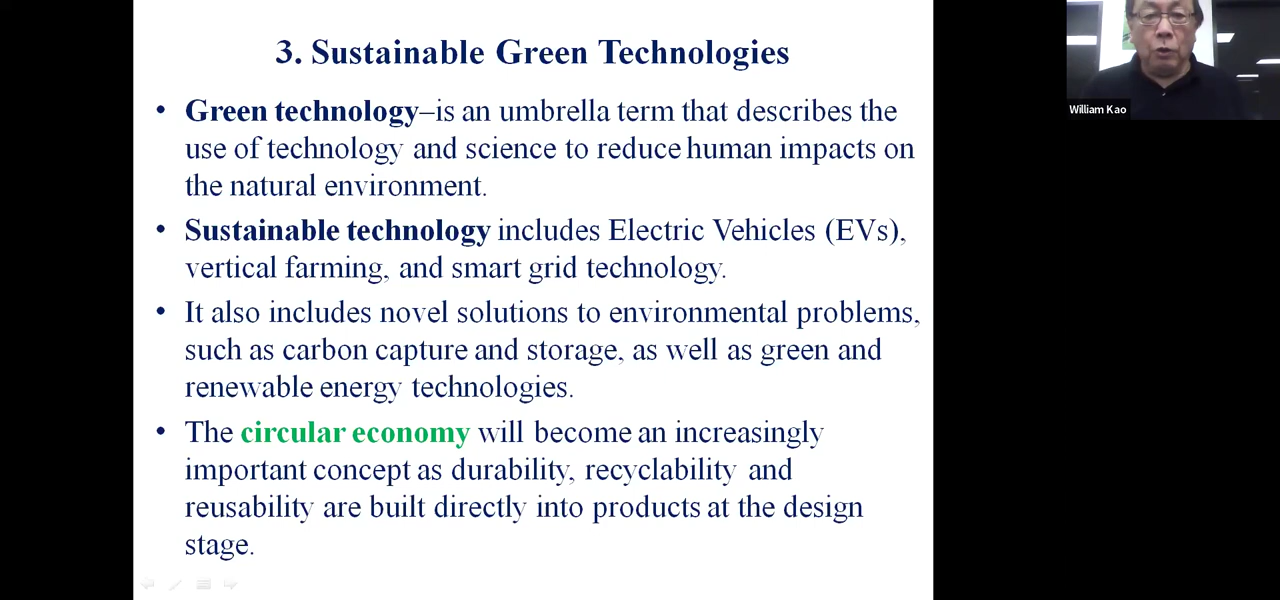 3. Sustainable Green Technologies
• Green technology–is an umbrella term that describes the
use of technology and science to reduce human impacts on
the natural environment.
• Sustainable technology includes Electric Vehicles (EVs),
vertical farming, and smart grid technology.
• It also includes novel solutions to environmental problems,
such as carbon capture and storage, as well as green and
renewable energy technologies.
• The circular economy will become an increasingly
important concept as durability, recyclability and
reusability are built directly into products at the design
stage.
William Kao